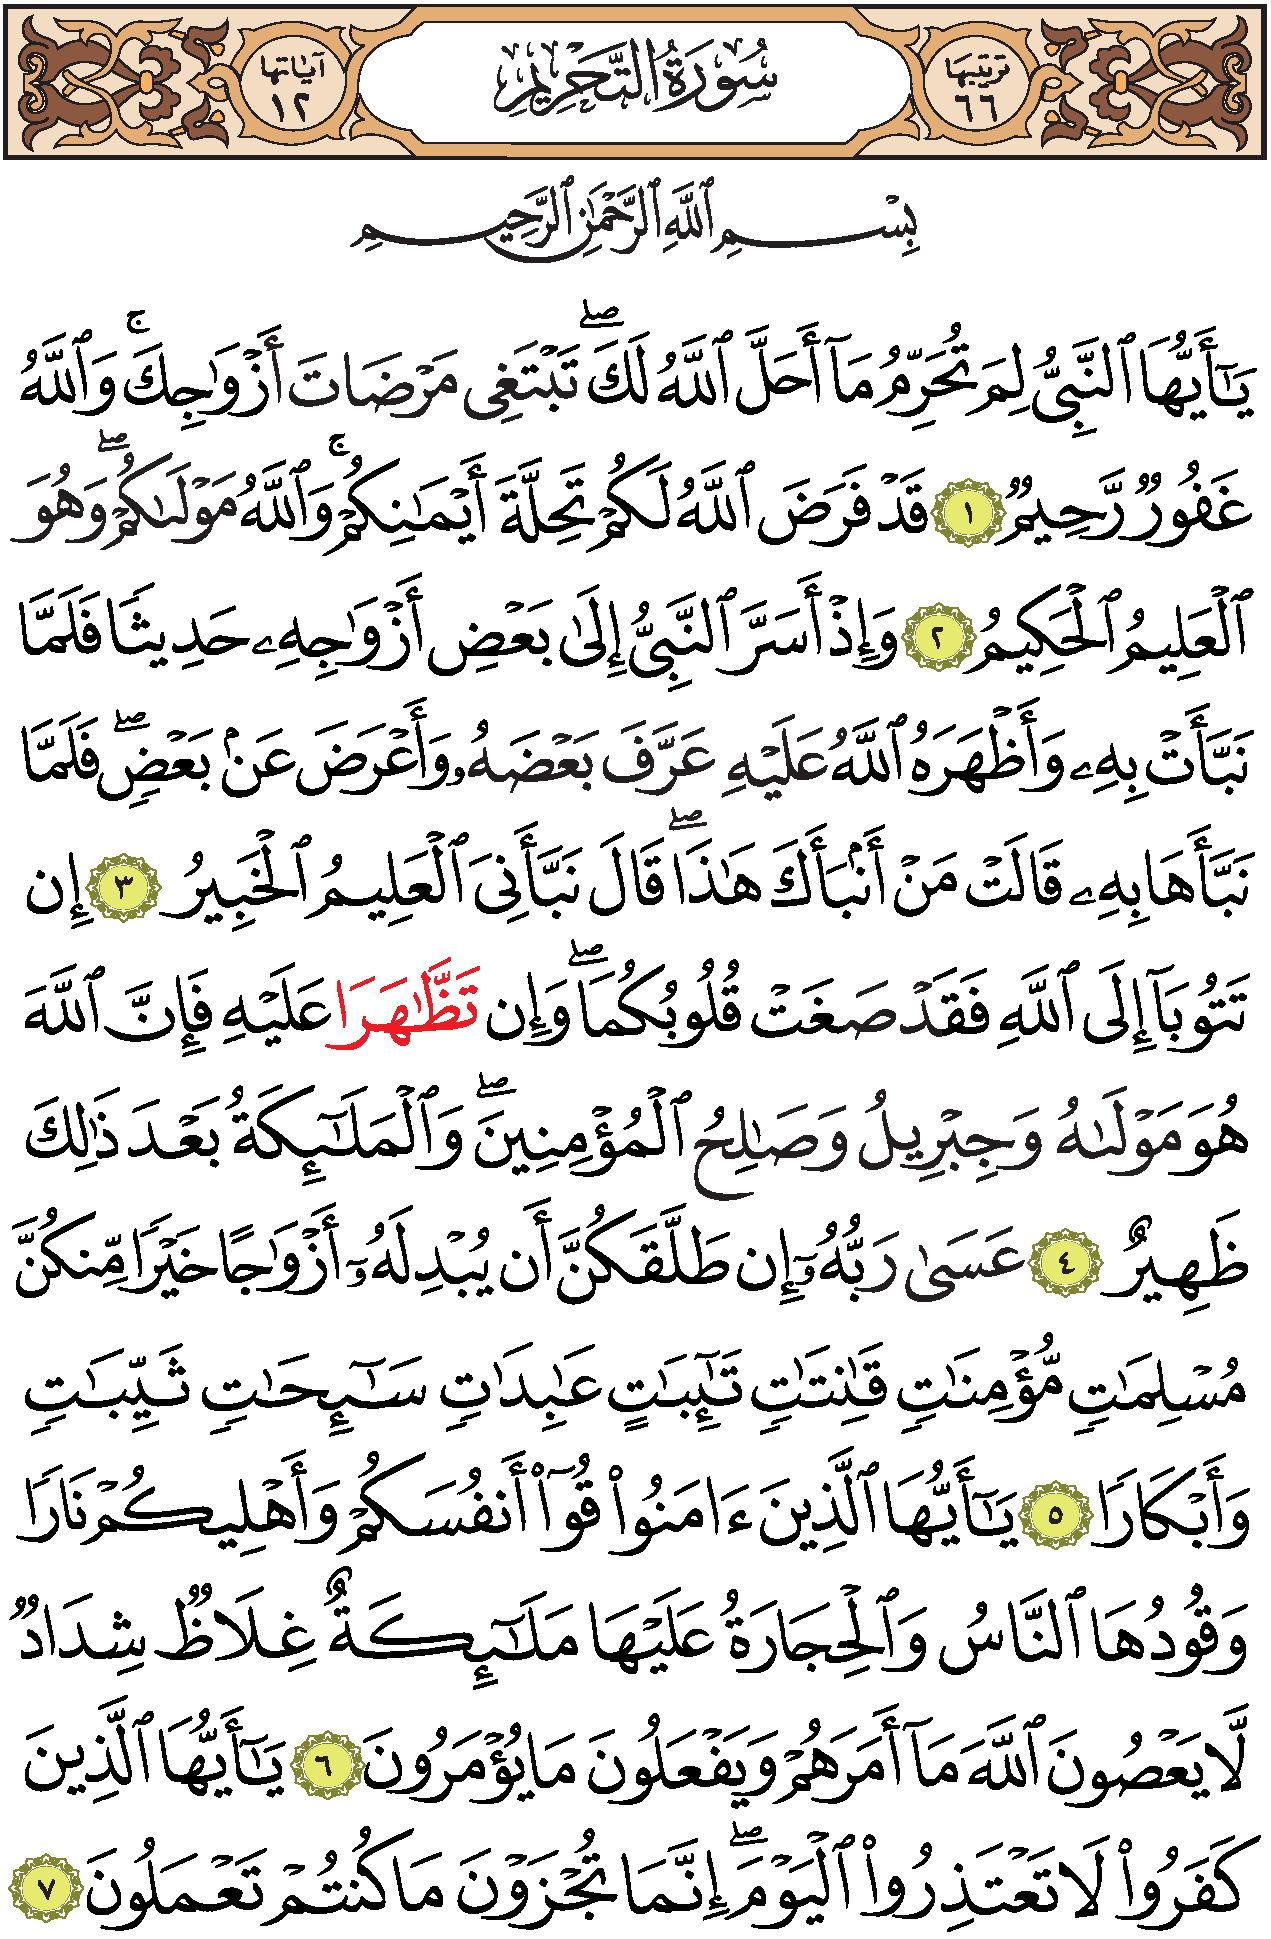 ترتيبها ٦٦ سُورَةُ التَّحْرِيمِ آياتها ١٢
بِسْمِ ٱللَّهِ ٱلرَّحْمَٰنِ ٱلرَّحِيمِ
يَـٰٓأَيُّهَا ٱلنَّبِىُّ لِمَ تُحَرِّمُ مَآ أَحَلَّ ٱللَّهُ لَكَ ۖ تَبْتَغِى مَرْضَاتَ أَزْوَٰجِكَ ۚ وَٱللَّهُ
غَفُورٌ رَّحِيمٌ ١ قَدْ فَرَضَ ٱللَّهُ لَكُمْ تَحِلَّةَ أَيْمَـٰنِكُمْ ۚ وَٱللَّهُ مَوْلَىٰكُمْ ۖ وَهُوَ
ٱلْعَلِيمُ ٱلْحَكِيمُ ٢ وَإِذْ أَسَرَّ ٱلنَّبِىُّ إِلَىٰ بَعْضِ أَزْوَٰجِهِۦ حَدِيثًا فَلَمَّا
نَبَّأَتْ بِهِۦ وَأَظْهَرَهُ ٱللَّهُ عَلَيْهِ عَرَّفَ بَعْضَهُۥ وَأَعْرَضَ عَنۢ بَعْضٍ ۖ فَلَمَّا
نَبَّأَهَا بِهِۦ قَالَتْ مَنْ أَنۢبَأَكَ هَـٰذَا ۖ قَالَ نَبَّأَنِىَ ٱلْعَلِيمُ ٱلْخَبِيرُ ٣ إِن
تَتُوبَآ إِلَى ٱللَّهِ فَقَدْ صَغَتْ قُلُوبُكُمَا ۖ وَإِن تَظَّـٰهَرَا عَلَيْهِ فَإِنَّ ٱللَّهَ
هُوَ مَوْلَىٰهُ وَجِبْرِيلُ وَصَـٰلِحُ ٱلْمُؤْمِنِينَ ۖ وَٱلْمَلَـٰٓئِكَةُ بَعْدَ ذَٰلِكَ
ظَهِيرٌ ٤ عَسَىٰ رَبُّهُۥٓ إِن طَلَّقَكُنَّ أَن يُبْدِلَهُۥٓ أَزْوَٰجًا خَيْرًا مِّنكُنَّ
مُسْلِمَـٰتٍ مُّؤْمِنَـٰتٍ قَـٰنِتَـٰتٍ تَـٰٓئِبَـٰتٍ عَـٰبِدَٰتٍ سَـٰٓئِحَـٰتٍ ثَيِّبَـٰتٍ
وَأَبْكَارًا ٥ يَـٰٓأَيُّهَا ٱلَّذِينَ ءَامَنُوا۟ قُوٓا۟ أَنفُسَكُمْ وَأَهْلِيكُمْ نَارًا
وَقُودُهَا ٱلنَّاسُ وَٱلْحِجَارَةُ عَلَيْهَا مَلَـٰٓئِكَةٌ غِلَاظٌ شِدَادٌ
لَّا يَعْصُونَ ٱللَّهَ مَآ أَمَرَهُمْ وَيَفْعَلُونَ مَا يُؤْمَرُونَ ٦ يَـٰٓأَيُّهَا ٱلَّذِينَ
كَفَرُوا۟ لَا تَعْتَذِرُوا۟ ٱلْيَوْمَ ۖ إِنَّمَا تُجْزَوْنَ مَا كُنتُمْ تَعْمَلُونَ ٧